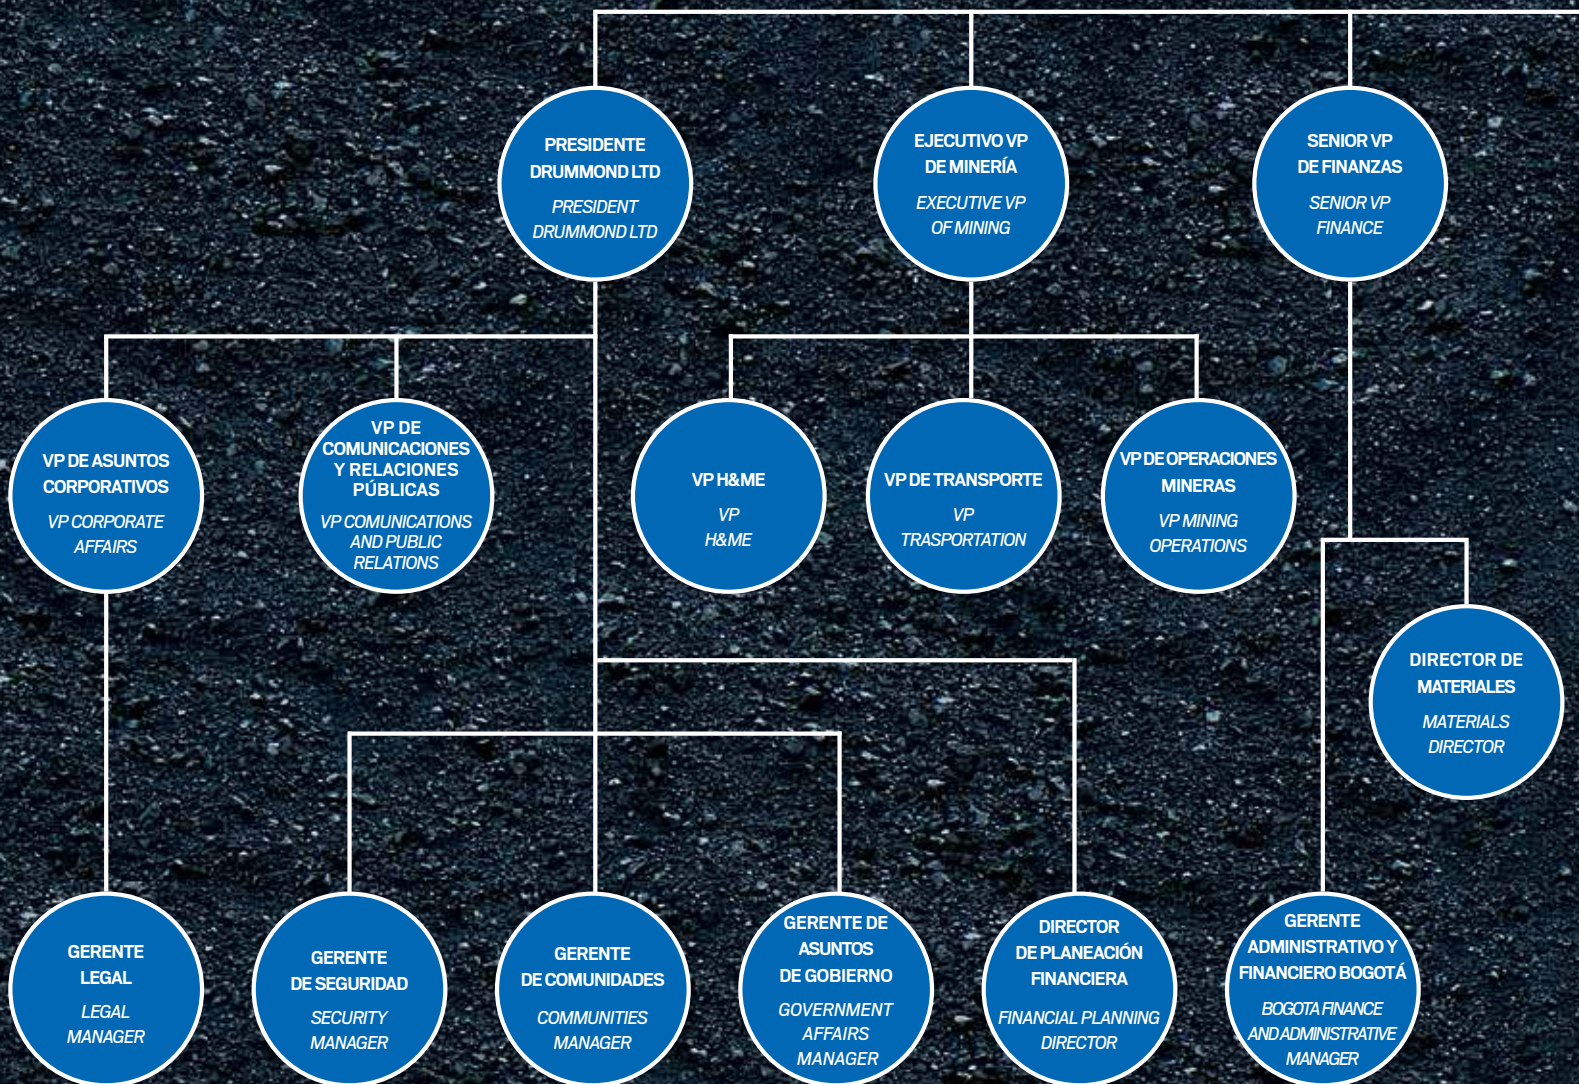 PRESIDENTE
DRUMMOND LTD
PRESIDENT
DRUMMOND LTD
EJECUTIVO VP
DE MINERÍA
EXECUTIVE VP
OF MINING
SENIOR VP
DE FINANZAS
SENIOR VP
FINANCE
VP DE ASUNTOS
CORPORATIVOS
VP CORPORATE
AFFAIRS
VP DE
COMUNICACIONES
Y RELACIONES
PÚBLICAS
VP COMUNICATIONS
AND PUBLIC
RELATIONS
VP H&ME
VP
H&ME
VP DE TRANSPORTE
VP
TRASPORTATION
VP DE OPERACIONES
MINERAS
VP MINING
OPERATIONS
DIRECTOR DE
MATERIALES
MATERIALS
DIRECTOR
GERENTE
LEGAL
LEGAL
MANAGER
GERENTE
DE SEGURIDAD
SECURITY
MANAGER
GERENTE
DE COMUNIDADES
COMMUNITIES
MANAGER
GERENTE DE
ASUNTOS
DE GOBIERNO
GOVERNMENT
AFFAIRS
MANAGER
DIRECTOR
DE PLANEACIÓN
FINANCIERA
FINANCIAL PLANNING
DIRECTOR
GERENTE
ADMINISTRATIVO Y
FINANCIERO BOGOTÁ
BOGOTA FINANCE
AND ADMINISTRATIVE
MANAGER